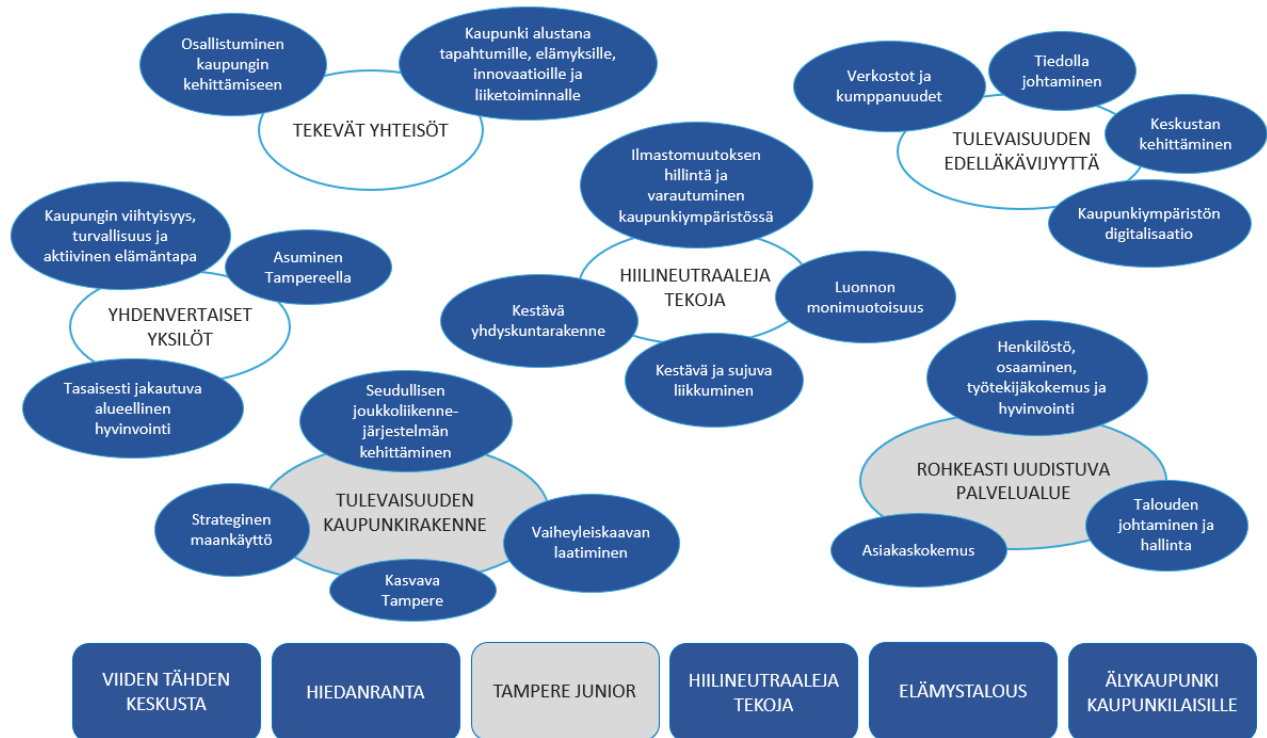 Osallistuminen
kaupungin
kehittämiseen
Kaupunki alustana
tapahtumille, elämyksille,
innovaatioille ja
liiketoiminnalle
TEKEVÄT YHTEISÖT
Verkostot ja
kumppanuudet
Tiedolla
johtaminen
Keskustan
kehittäminen
Kaupunkiympäristön
digitalisaatio
TULEVAISUUDEN
EDELLÄKÄVIJYYTTÄ
Kaupungin viihtyisyys,
turvallisuus ja
aktiivinen elämäntapa
Asuminen
Tampereella
YHDENVERTAISET
YKSILÖT
Tasaisesti jakautuva
alueellinen
hyvinvointi
Ilmastomuutoksen
hillintä ja
varautuminen
kaupunkiympäristössä
HIILINEUTRAALEJA
TEKOJA
Luonnon
monimuotoisuus
Kestävä
yhdyskuntarakenne
Kestävä ja sujuva
liikkuminen
Seudullisen
joukkoliikenne-
järjestelmän
kehittäminen
TULEVAISUUDEN
KAUPUNKIRAKENNE
Strateginen
maankäyttö
Vaiheyleiskaavan
laatiminen
Kasvava
Tampere
Henkilöstö,
osaaminen,
työtekijäkokemus ja
hyvinvointi
ROHKEASTI UUDISTUVA
PALVELUALUE
Talouden
johtaminen ja
hallinta
Asiakaskokemus
VIIDEN TÄHDEN
KESKUSTA
HIEDANRANTA
TAMPERE JUNIOR
HIILINEUTRAALEJA
TEKOJA
ELÄMYSTALOUS
ÄLYKAUPUNKI
KAUPUNKILAISILLE